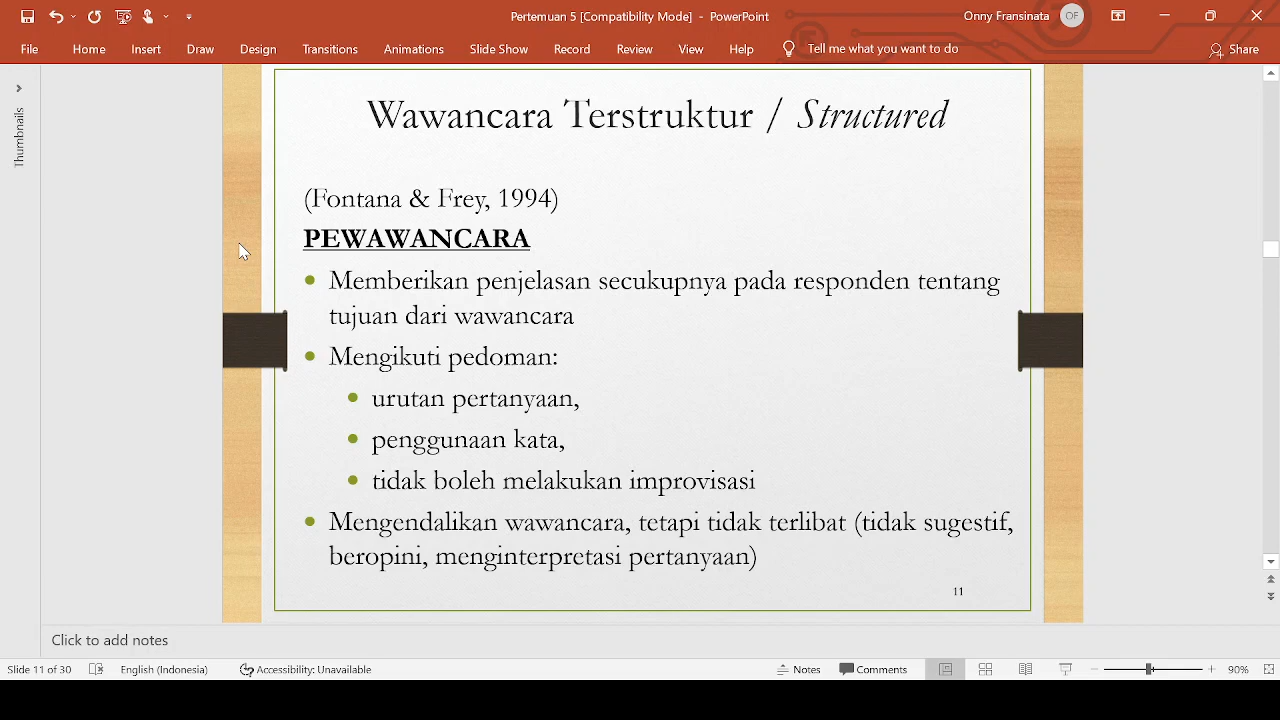 Pertemuan 5 [Compatibility Mode] - PowerPoint
Onny Fransinata
OF
File Home Insert Draw Design Transitions Animations Slide Show Record Review View Help Tell me what you want to do Share
Thumbnails
Wawancara Terstruktur / Structured
(Fontana & Frey, 1994)
PEWAWANCARA
Memberikan penjelasan secukupnya pada responden tentang
tujuan dari wawancara
Mengikuti pedoman:
urutan pertanyaan,
penggunaan kata,
tidak boleh melakukan improvisasi
Mengendalikan wawancara, tetapi tidak terlibat (tidak sugestif,
beropini, menginterpretasi pertanyaan)
11
Click to add notes
Slide 11 of 30 English (Indonesia) Accessibility: Unavailable Notes Comments 90%